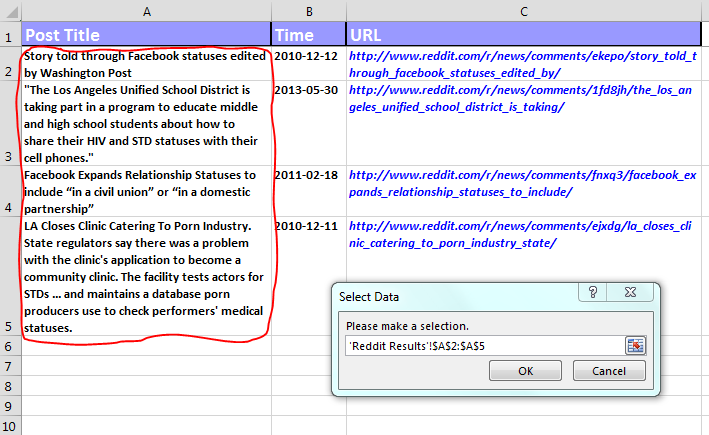 A B C
1 Post Title Time URL
Story told through Facebook statuses edited 2010-12-12 http://www.reddit.com/r/news/comments/ekepo/story_told_t
2 by Washington Post hrough_facebook_statuses_edited_by/
"The Los Angeles Unified School District is 2013-05-30 http://www.reddit.com/r/news/comments/1fd8jh/the_los_an
taking part in a program to educate middle geles_unified_school_district_is_taking/
and high school students about how to
share their HIV and STD statuses with their
3 cell phones."
Facebook Expands Relationship Statuses to 2011-02-18 http://www.reddit.com/r/news/comments/fnxq3/facebook_ex
include “in a civil union” or “in a domestic pands_relationship_statuses_to_include/
4 partnership”
LA Closes Clinic Catering To Porn Industry. 2010-12-11 http://www.reddit.com/r/news/comments/ejxdg/la_closes_cli
State regulators say there was a problem nic_catering_to_porn_industry_state/
with the clinic's application to become a
community clinic. The facility tests actors for
STDs ... and maintains a database porn
producers use to check performers' medical
5 statuses.
6
7
8
9
10
Select Data
Please make a selection.
'Reddit Results'!$A$2:$A$5
OK Cancel